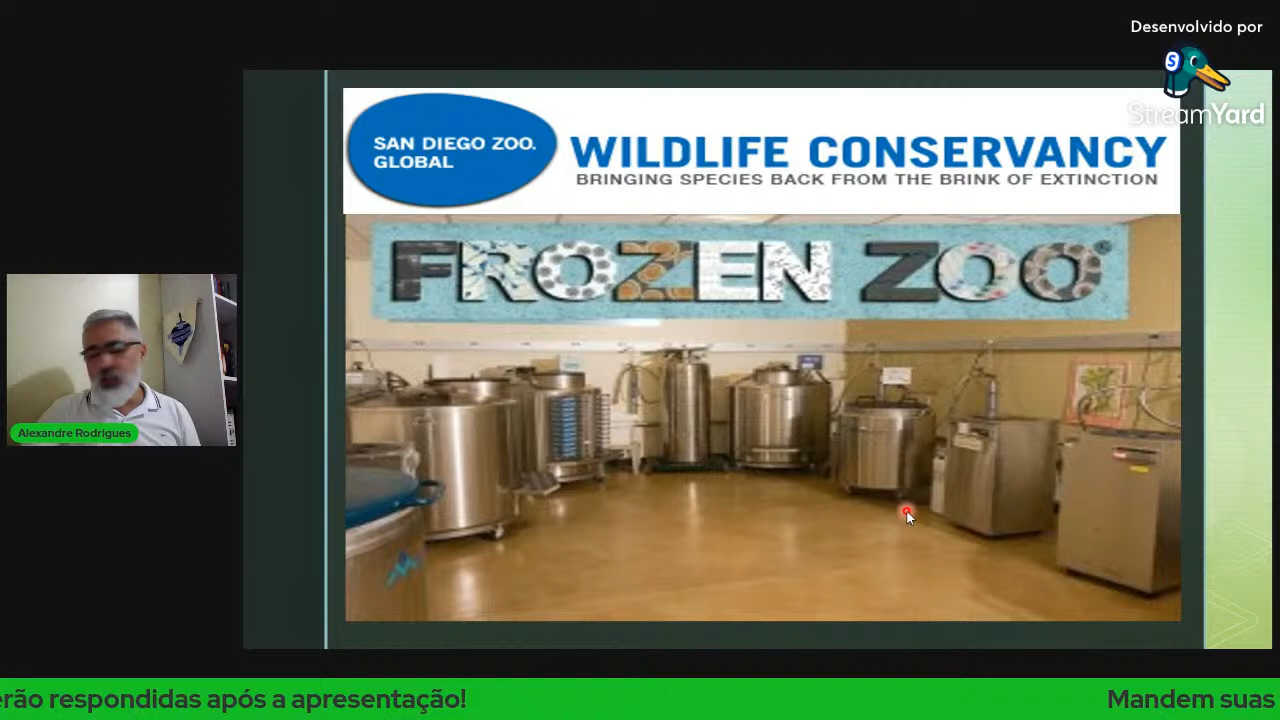 Desenvolvido por
S
StreamYard
SAN DIEGO ZOO.
GLOBAL
WILDLIFE CONSERVANCY
BRINGING SPECIES BACK FROM THE BRINK OF EXTINCTION
FROZEN ZOO®
Alexandre Rodrigues
erão respondidas após a apresentação!
Mandem suas